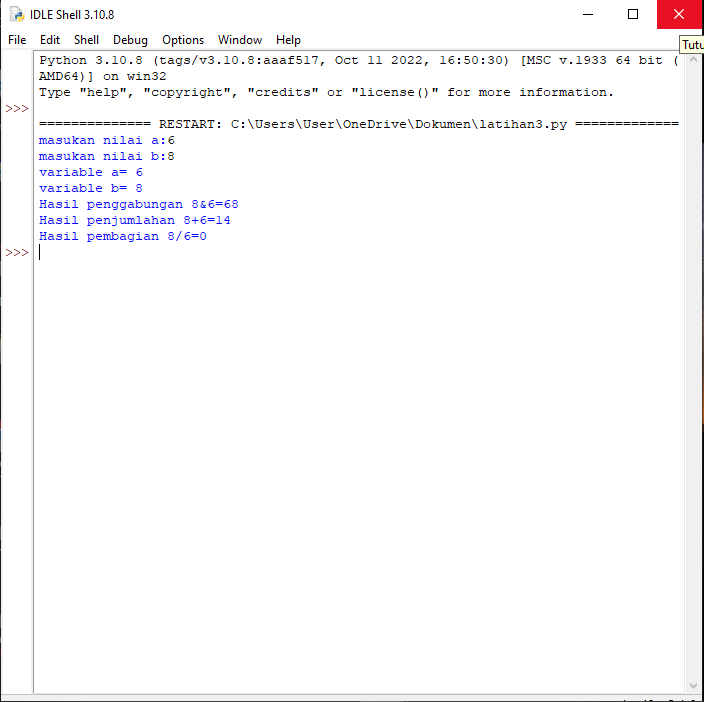 IDLE Shell 3.10.8
File Edit Shell Debug Options Window Help
Tutu
Python 3.10.8 (tags/v3.10.8:aaaf517, Oct 11 2022, 16:50:30) [MSC v.1933 64 bit (
AMD64)] on win32
Type "help", "copyright", "credits" or "license()" for more information.
>>>
============== RESTART: C:\Users\User\OneDrive\Dokumen\latihan3.py =============
masukan nilai a:6
masukan nilai b:8
variable a= 6
variable b= 8
Hasil penggabungan 8&6=68
Hasil penjumlahan 8+6=14
Hasil pembagian 8/6=0
>>>